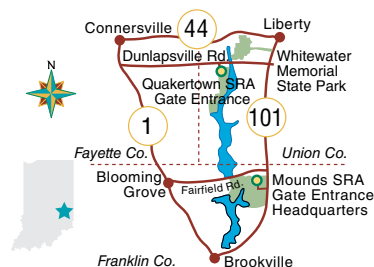 Connersville
44
Liberty
Dunlapsville Rd.
Whitewater
Memorial
State Park
N
Quakertown SRA
Gate Entrance
1
101
Fayette Co.
Union Co.
Blooming
Grove
Fairfield Rd.
Mounds SRA
Gate Entrance
Headquarters
Franklin Co.
Brookville